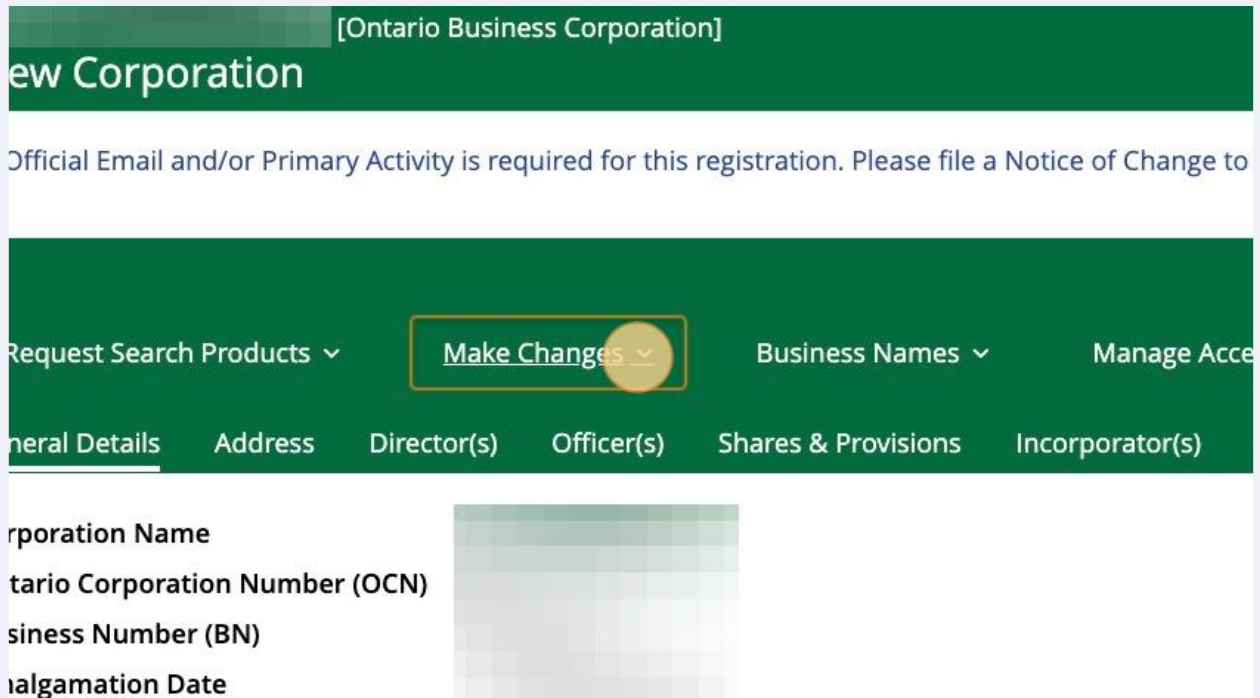 [Ontario Business Corporation]
ew Corporation
Official Email and/or Primary Activity is required for this registration. Please file a Notice of Change to
Request Search Products Make Changes Business Names Manage Acce
neral Details Address Director(s) Officer(s) Shares & Provisions Incorporator(s)
rporation Name
tario Corporation Number (OCN)
siness Number (BN)
nalgamation Date